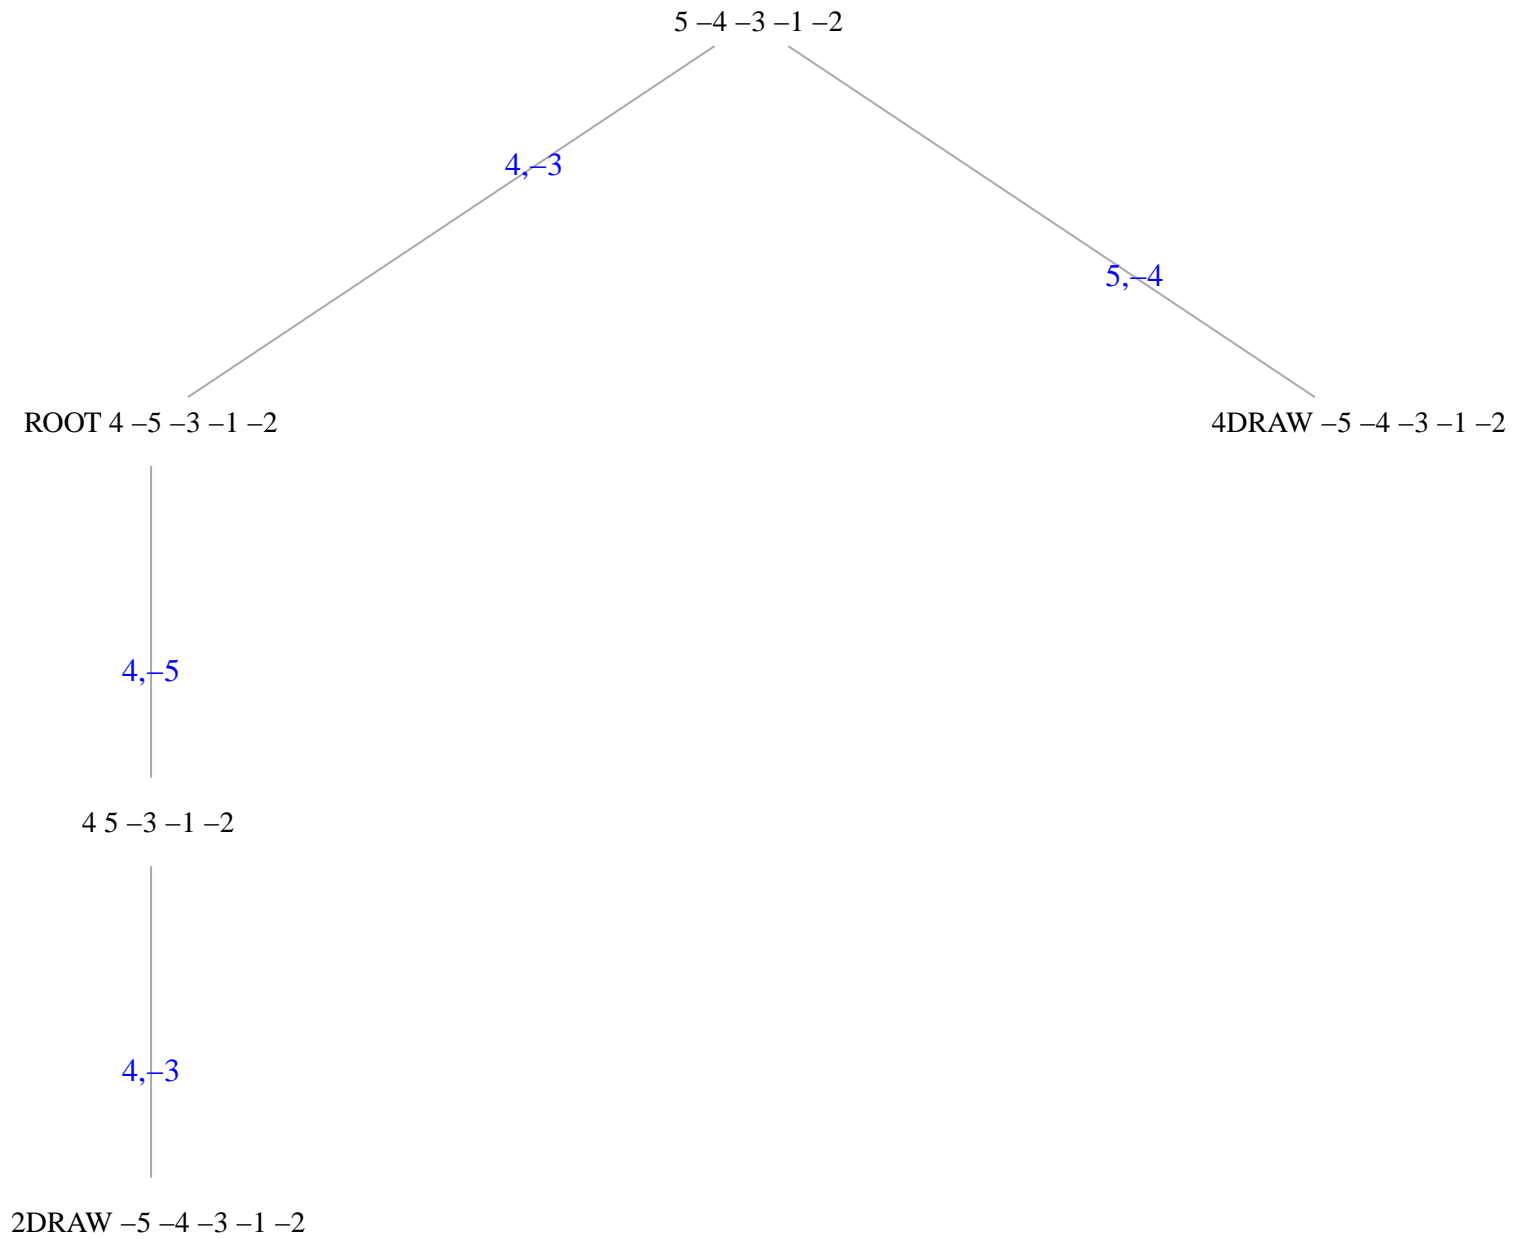 5 –4 –3 –1 –2
4,–3
5,–4
ROOT 4 –5 –3 –1 –2
4DRAW –5 –4 –3 –1 –2
4,–5
4 5 –3 –1 –2
4,–3
2DRAW –5 –4 –3 –1 –2